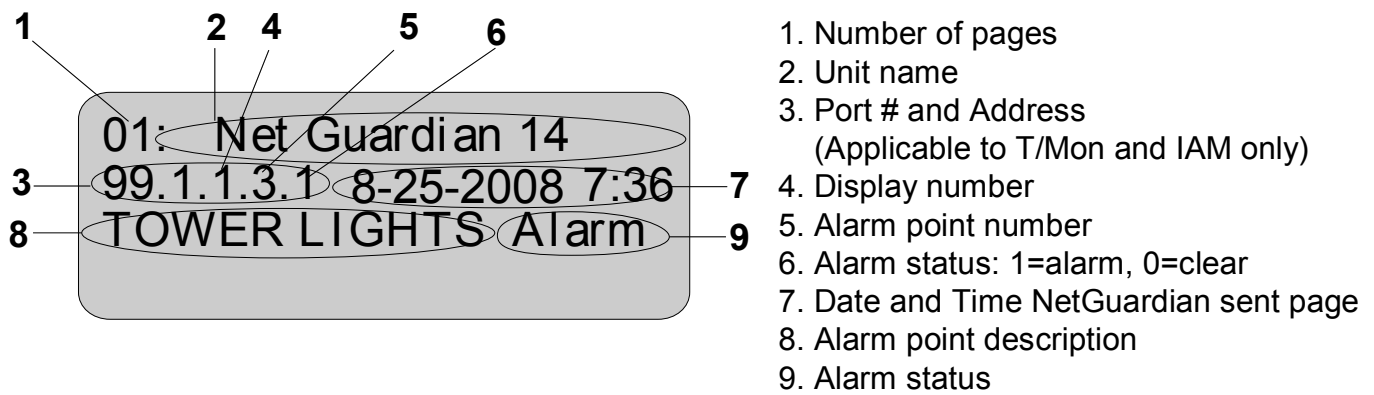 1 2 4 5 6
01: Net Guardian 14
3 99.1.1.3.1 8-25-2008 7:36 7
8 TOWER LIGHTS Alarm 9
1. Number of pages
2. Unit name
3. Port # and Address
(Applicable to T/Mon and IAM only)
4. Display number
5. Alarm point number
6. Alarm status: 1=alarm, 0=clear
7. Date and Time NetGuardian sent page
8. Alarm point description
9. Alarm status